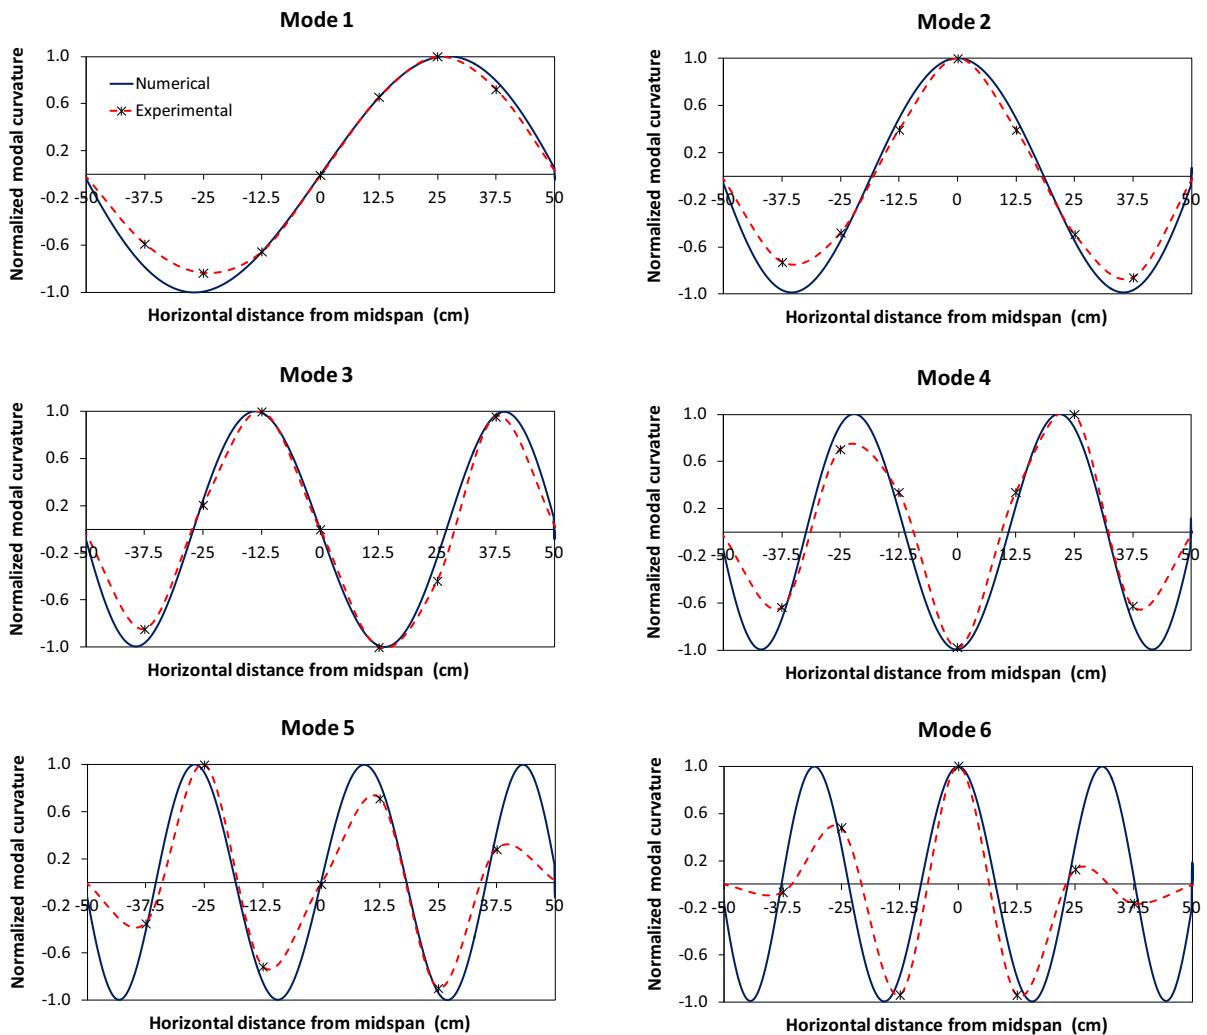 Mode 1
Normalized modal curvature
1.0
0.6
0.2
-0.2
-0.6
-1.0
Numerical
Experimental
-50 -37.5 -25 -12.5 0 12.5 25 37.5 50
Horizontal distance from midspan (cm)
Mode 2
Normalized modal curvature
1.0
0.6
0.2
-0.2
-0.6
-1.0
-50 -37.5 -25 -12.5 0 12.5 25 37.5 50
Horizontal distance from midspan (cm)
Mode 3
Normalized modal curvature
1.0
0.6
0.2
-0.2
-0.6
-1.0
-50 -37.5 -25 -12.5 0 12.5 25 37.5 50
Horizontal distance from midspan (cm)
Mode 4
Normalized modal curvature
1.0
0.6
0.2
-0.2
-0.6
-1.0
-50 -37.5 -25 -12.5 0 12.5 25 37.5 50
Horizontal distance from midspan (cm)
Mode 5
Normalized modal curvature
1.0
0.6
0.2
-0.2
-0.6
-1.0
-50 -37.5 -25 -12.5 0 12.5 25 37.5 50
Horizontal distance from midspan (cm)
Mode 6
Normalized modal curvature
1.0
0.6
0.2
-0.2
-0.6
-1.0
-50 -37.5 -25 -12.5 0 12.5 25 37.5 50
Horizontal distance from midspan (cm)